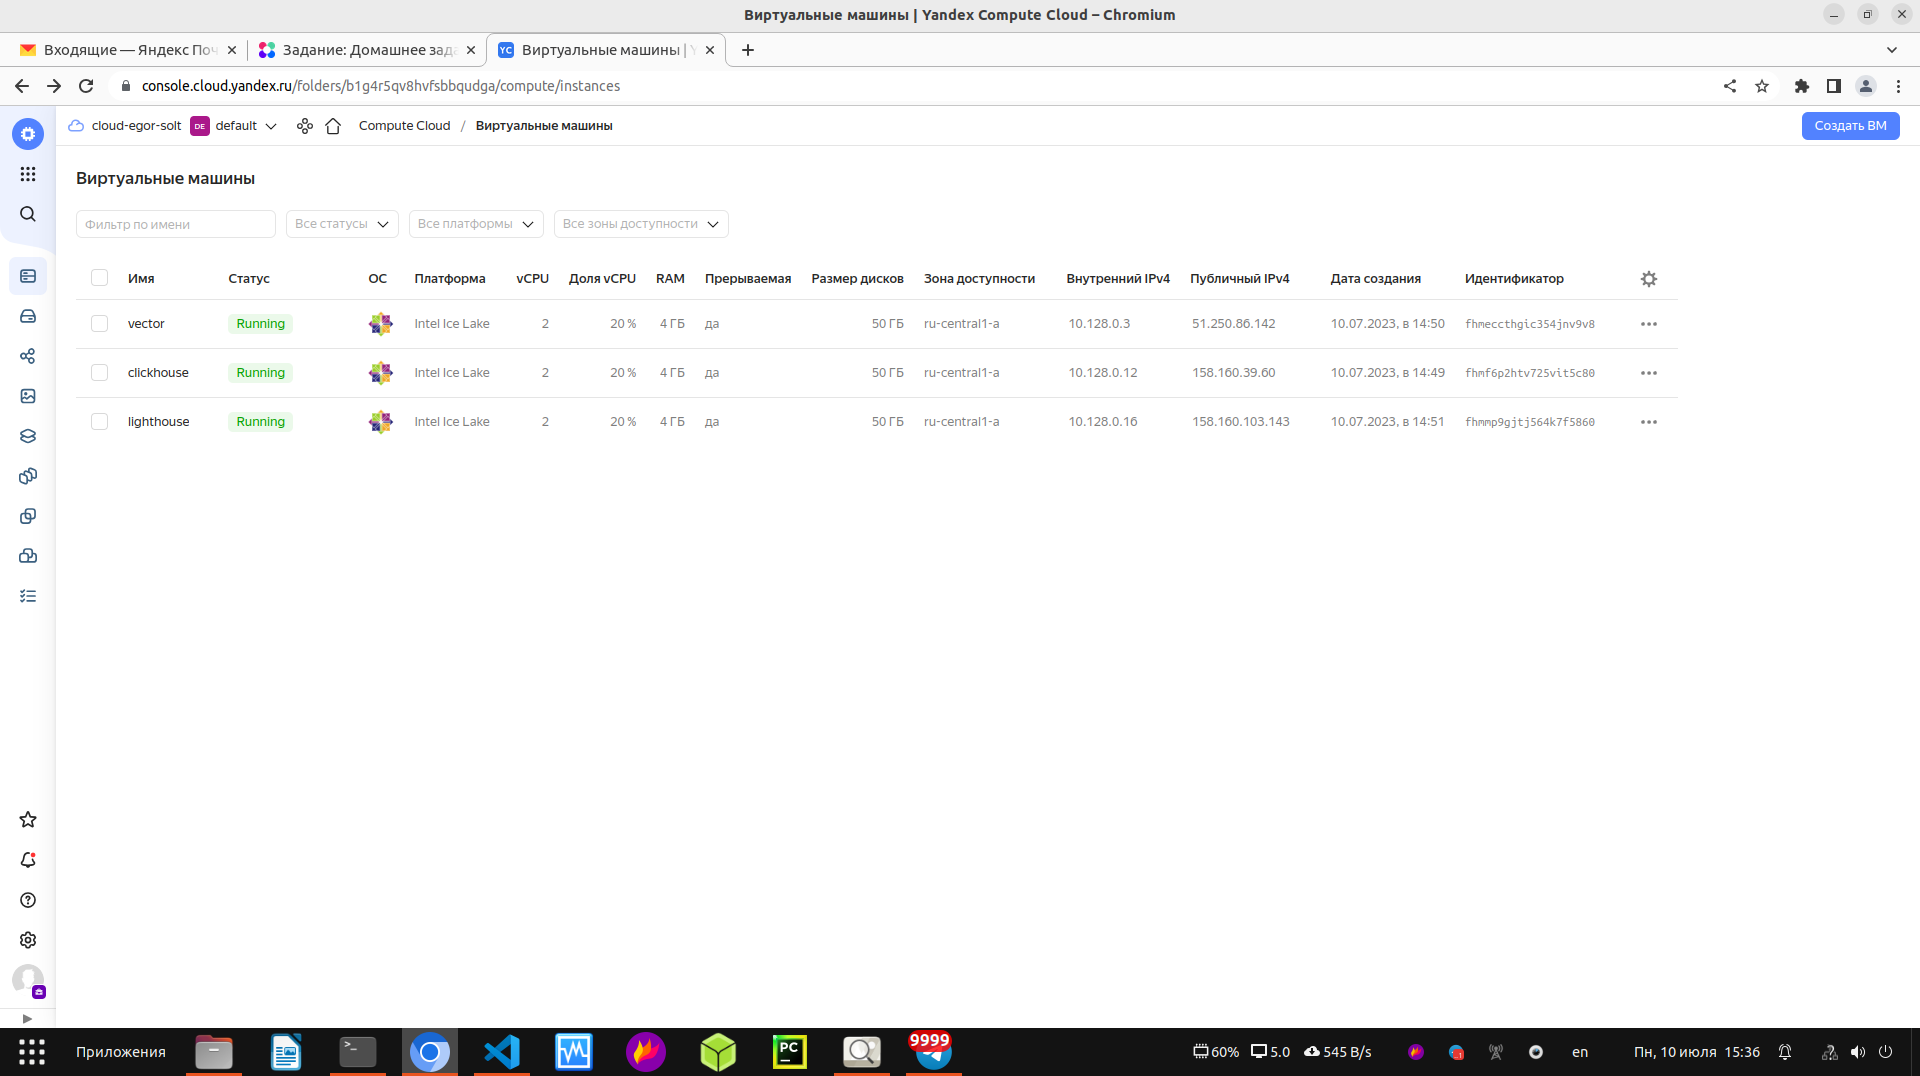 Виртуальные машины | Yandex Compute Cloud – Chromium
Входящие — Яндекс Поч
Задание: Домашнее зада
YC Виртуальные машины | Y
console.cloud.yandex.ru/folders/b1g4r5qv8hvfsbbqudga/compute/instances
cloud-egor-solt DE default Compute Cloud / Виртуальные машины Создать ВМ
Виртуальные машины
Фильтр по имени Все статусы Все платформы Все зоны доступности
Имя Статус ОС Платформа vCPU Доля vCPU RAM Прерываемая Размер дисков Зона доступности Внутренний IPv4 Публичный IPv4 Дата создания Идентификатор
vector Running Intel Ice Lake 2 20 % 4 ГБ да 50 ГБ ru-central1-a 10.128.0.3 51.250.86.142 10.07.2023, в 14:50 fhmeccthgic354jnv9v8
clickhouse Running Intel Ice Lake 2 20 % 4 ГБ да 50 ГБ ru-central1-a 10.128.0.12 158.160.39.60 10.07.2023, в 14:49 fhmf6p2htv725vit5c80
lighthouse Running Intel Ice Lake 2 20 % 4 ГБ да 50 ГБ ru-central1-a 10.128.0.16 158.160.103.143 10.07.2023, в 14:51 fhmmp9gjtj564k7f5860
Приложения >_ PC 9999 60% 5.0 545 B/s en Пн, 10 июля 15:36